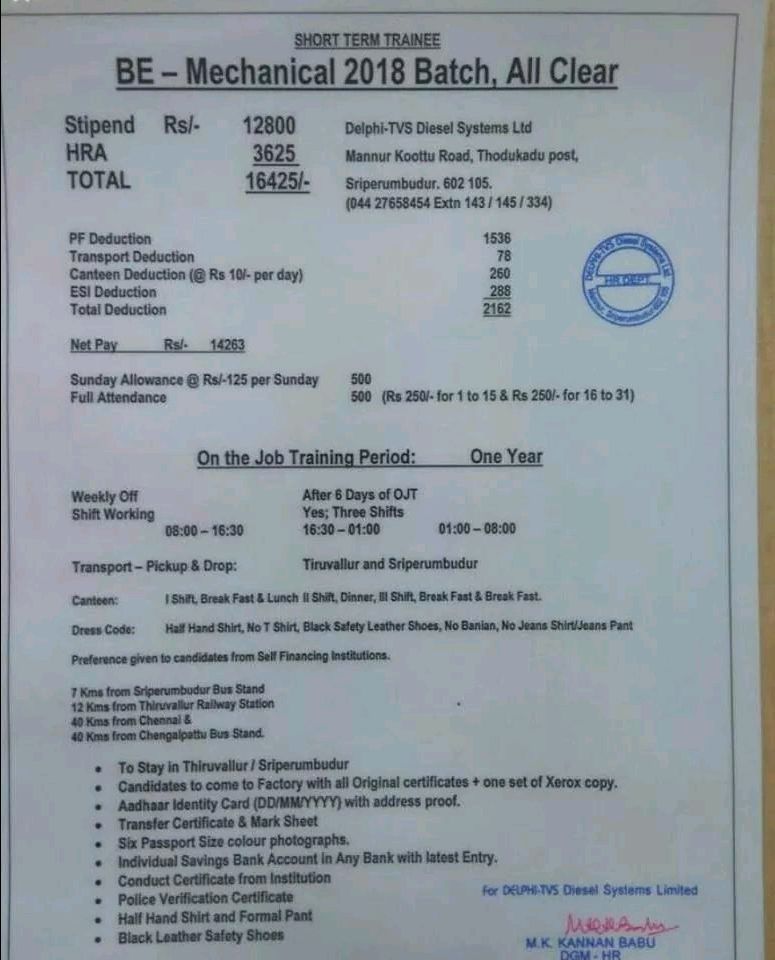 SHORT TERM TRAINEE
BE – Mechanical 2018 Batch, All Clear
Stipend Rs/- 12800 Delphi-TVS Diesel Systems Ltd
HRA 3625 Mannur Koottu Road, Thodukadu post,
TOTAL 16425/- Sriperumbudur. 602 105.
(044 27658454 Extn 143 / 145 / 334)
PF Deduction 1536
Transport Deduction 78
Canteen Deduction (@ Rs 10/- per day) 260
ESI Deduction 288
Total Deduction 2162
DELPHI-TVS Diesel Systems Ltd
HR DEPT
Mannur, Sriperumbudur 602 105
Net Pay Rs/- 14263
Sunday Allowance @ Rs/-125 per Sunday 500
Full Attendance 500 (Rs 250/- for 1 to 15 & Rs 250/- for 16 to 31)
On the Job Training Period: One Year
Weekly Off After 6 Days of OJT
Shift Working Yes; Three Shifts
08:00 – 16:30 16:30 – 01:00 01:00 – 08:00
Transport – Pickup & Drop: Tiruvallur and Sriperumbudur
Canteen: I Shift, Break Fast & Lunch II Shift, Dinner, III Shift, Break Fast & Break Fast.
Dress Code: Half Hand Shirt, No T Shirt, Black Safety Leather Shoes, No Banian, No Jeans Shirt/Jeans Pant
Preference given to candidates from Self Financing Institutions.
7 Kms from Sriperumbudur Bus Stand
12 Kms from Thiruvallur Railway Station
40 Kms from Chennai &
40 Kms from Chengalpattu Bus Stand.
• To Stay in Thiruvallur / Sriperumbudur
• Candidates to come to Factory with all Original certificates + one set of Xerox copy.
• Aadhaar Identity Card (DD/MM/YYYY) with address proof.
• Transfer Certificate & Mark Sheet
• Six Passport Size colour photographs.
• Individual Savings Bank Account in Any Bank with latest Entry.
• Conduct Certificate from Institution
• Police Verification Certificate
• Half Hand Shirt and Formal Pant
• Black Leather Safety Shoes
For DELPHI-TVS Diesel Systems Limited
M.K. KANNAN BABU
DGM - HR